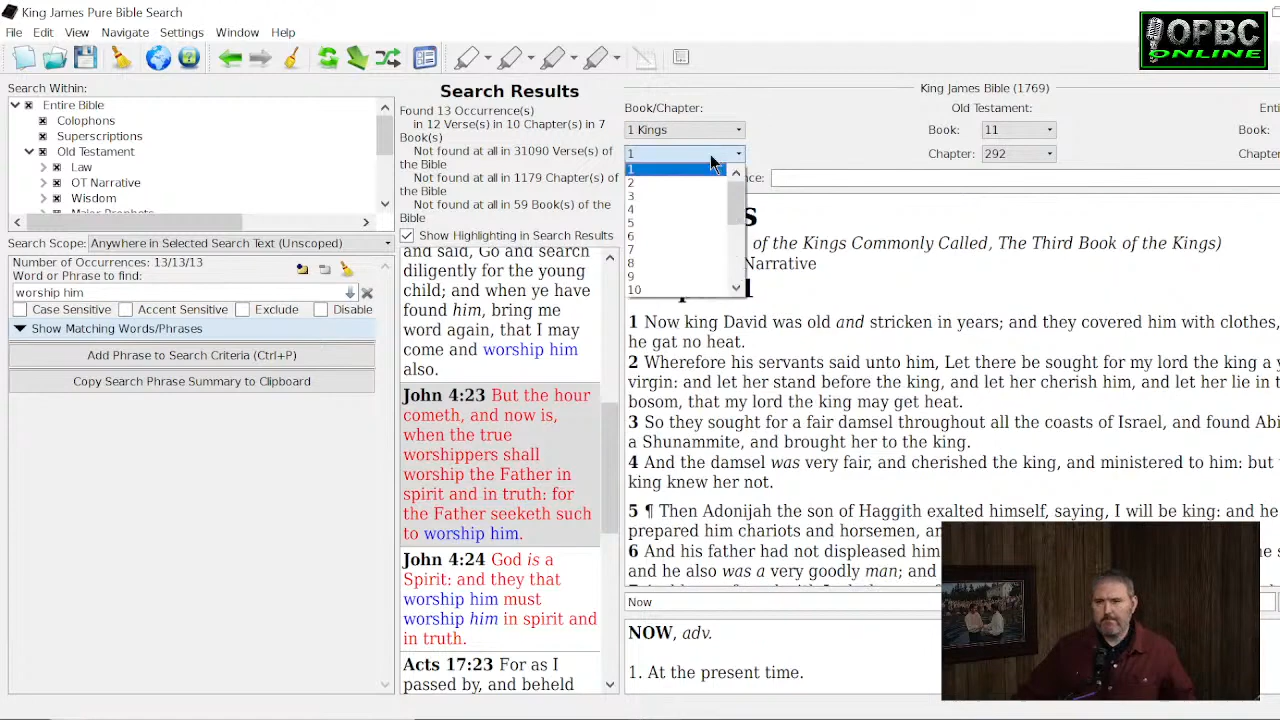 King James Pure Bible Search
File Edit View Navigate Settings Window Help
OPBC
ONLINE
Search Within:
Entire Bible
Colophons
Superscriptions
Old Testament
Law
OT Narrative
Wisdom
Major Prophets
Search Scope: Anywhere in Selected Search Text (Unscoped)
Number of Occurrences: 13/13/13
Word or Phrase to find:
worship him
Case Sensitive Accent Sensitive Exclude Disable
Show Matching Words/Phrases
Add Phrase to Search Criteria (Ctrl+P)
Copy Search Phrase Summary to Clipboard
Search Results
Found 13 Occurrence(s)
in 12 Verse(s) in 10 Chapter(s) in 7
Book(s)
Not found at all in 31090 Verse(s) of
the Bible
Not found at all in 1179 Chapter(s) of
the Bible
Not found at all in 59 Book(s) of the
Bible
Show Highlighting in Search Results
and said, Go and search
diligently for the young
child; and when ye have
found him, bring me
word again, that I may
come and worship him
also.
John 4:23 But the hour
cometh, and now is,
when the true
worshippers shall
worship the Father in
spirit and in truth: for
the Father seeketh such
to worship him.
John 4:24 God is a
Spirit: and they that
worship him must
worship him in spirit and
in truth.
Acts 17:23 For as I
passed by, and beheld
King James Bible (1769)
Book/Chapter: Old Testament: Enti
1 Kings Book: 11 Book:
1 Chapter: 292 Chapte
1
2
3
4
5
6
7
8
9
10
nce:
s
of the Kings Commonly Called, The Third Book of the Kings)
Narrative
1
1 Now king David was old and stricken in years; and they covered him with clothes,
he gat no heat.
2 Wherefore his servants said unto him, Let there be sought for my lord the king a y
virgin: and let her stand before the king, and let her cherish him, and let her lie in t
bosom, that my lord the king may get heat.
3 So they sought for a fair damsel throughout all the coasts of Israel, and found Abi
a Shunammite, and brought her to the king.
4 And the damsel was very fair, and cherished the king, and ministered to him: but t
king knew her not.
5 ¶ Then Adonijah the son of Haggith exalted himself, saying, I will be king: and he
prepared him chariots and horsemen, an
6 And his father had not displeased him
and he also was a very goodly man; and
Now
NOW, adv.
1. At the present time.